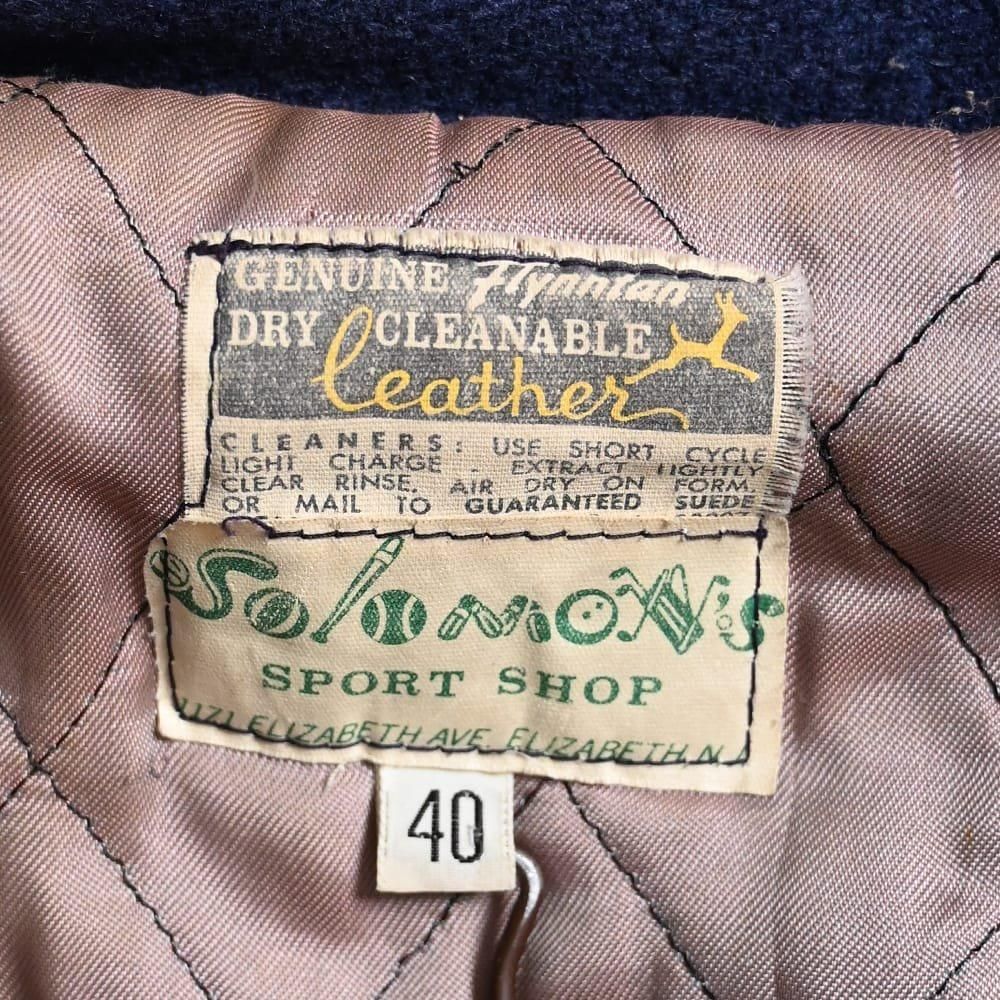 GENUINE Flynntan
DRY CLEANABLE
leather
CLEANERS: USE SHORT CYCLE
LIGHT CHARGE - EXTRACT LIGHTLY
CLEAR RINSE, AIR DRY ON FORM,
OR MAIL TO GUARANTEED SUEDE
SOLOMON'S
SPORT SHOP
1171 ELIZABETH AVE. ELIZABETH, N.J.
40